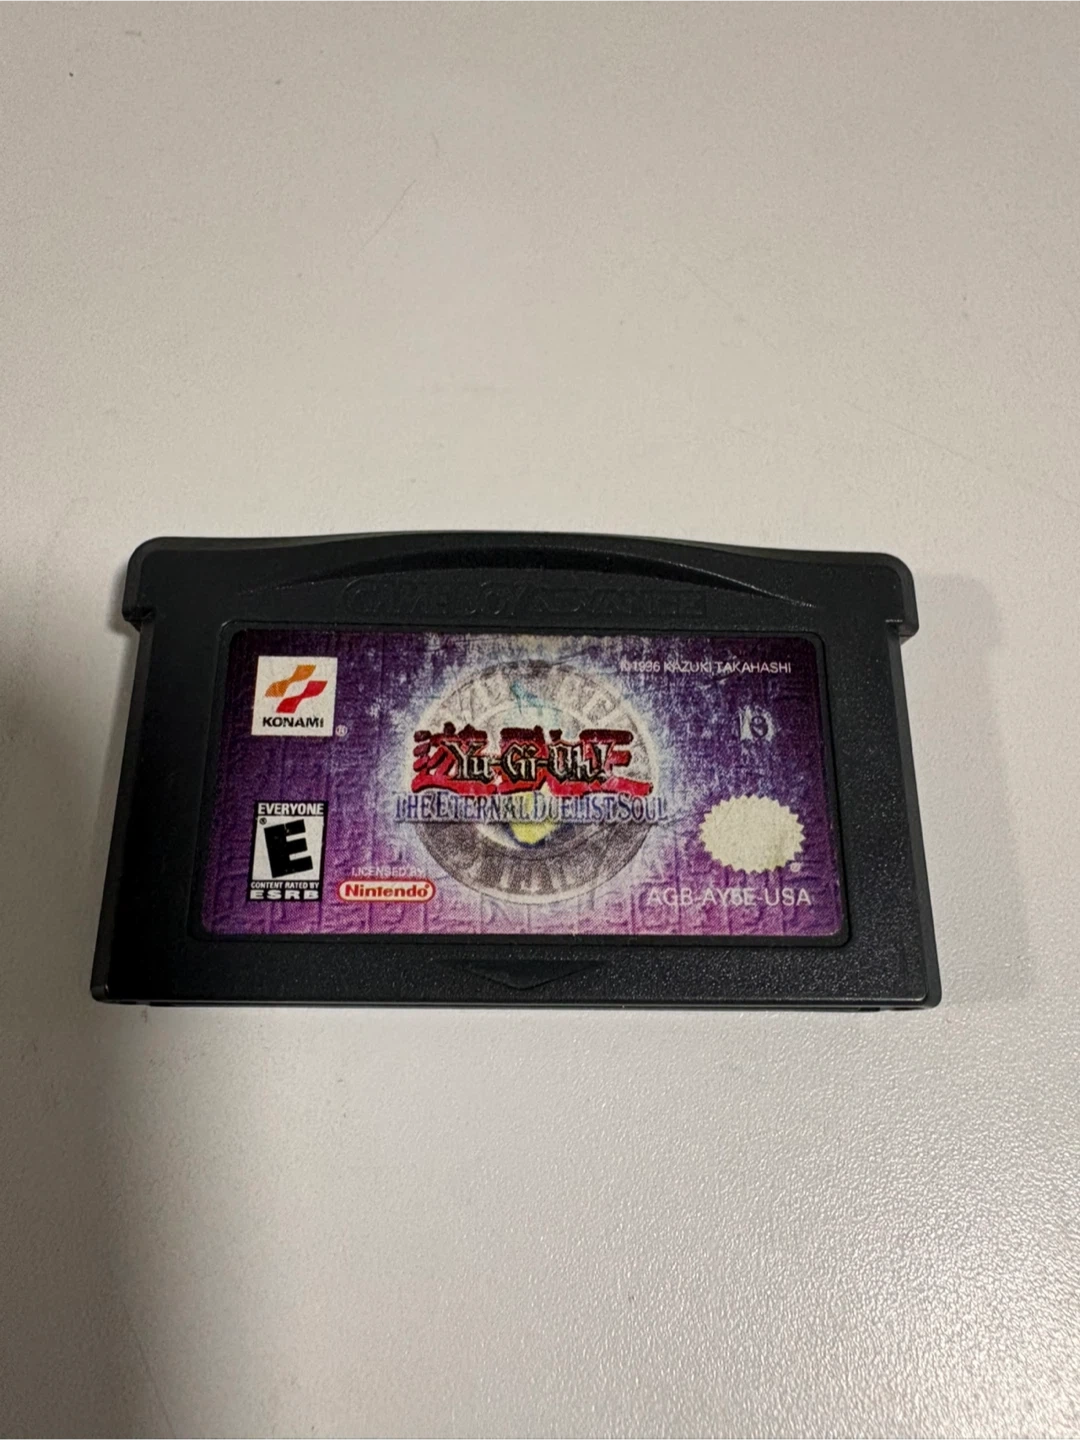 GAME BOY ADVANCE
KONAMI
®
©1996 KAZUKI TAKAHASHI
18
遊戯王
Yu-Gi-Oh!
THE ETERNAL DUELIST SOUL
EVERYONE
E
CONTENT RATED BY
ESRB
LICENSED BY
Nintendo®
AGB-AY5E-USA